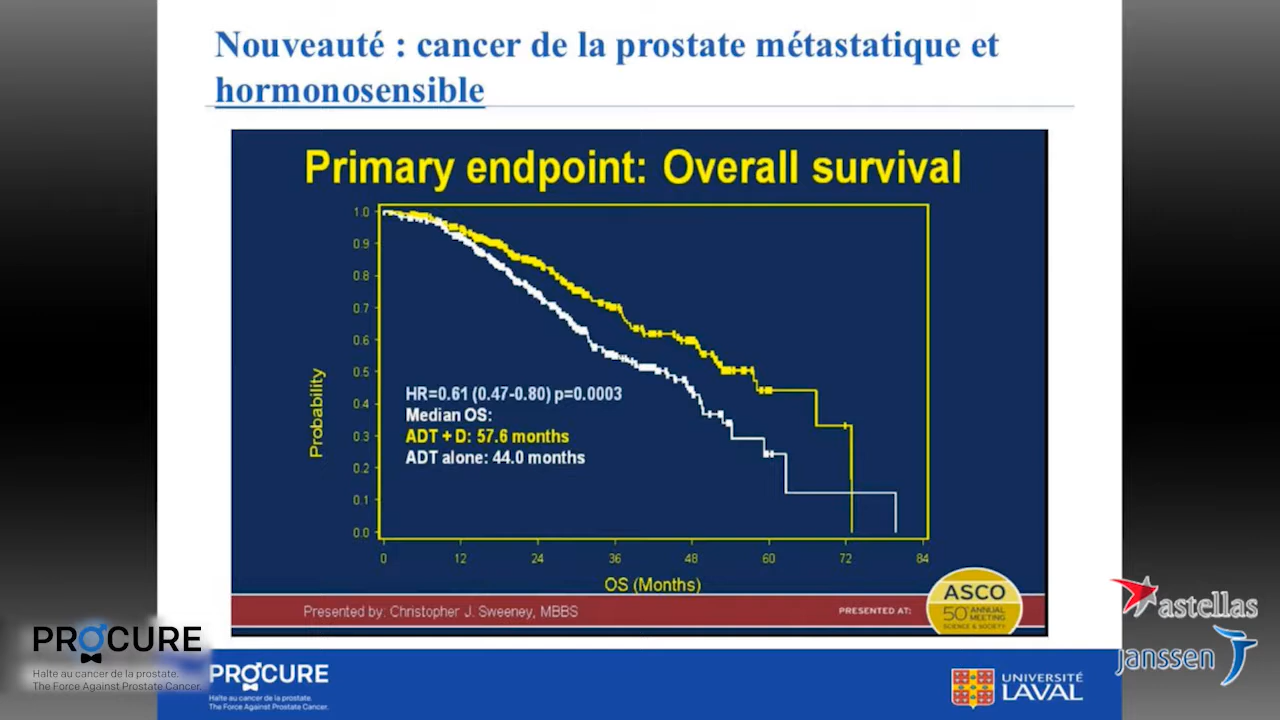 Nouveauté : cancer de la prostate métastatique et
hormonosensible
Primary endpoint: Overall survival
1.0
0.9
0.8
0.7
0.6
0.5
0.4
0.3
0.2
0.1
0.0
Probability
HR=0.61 (0.47-0.80) p=0.0003
Median OS:
ADT + D: 57.6 months
ADT alone: 44.0 months
0 12 24 36 48 60 72 84
OS (Months)
Presented by: Christopher J. Sweeney, MBBS
PRESENTED AT:
ASCO
50th ANNUAL
MEETING
SCIENCE & SOCIETY
astellas
janssen
PROCURE
Halte au cancer de la prostate.
The Force Against Prostate Cancer.
PROCURE
Halte au cancer de la prostate.
The Force Against Prostate Cancer.
UNIVERSITÉ
LAVAL